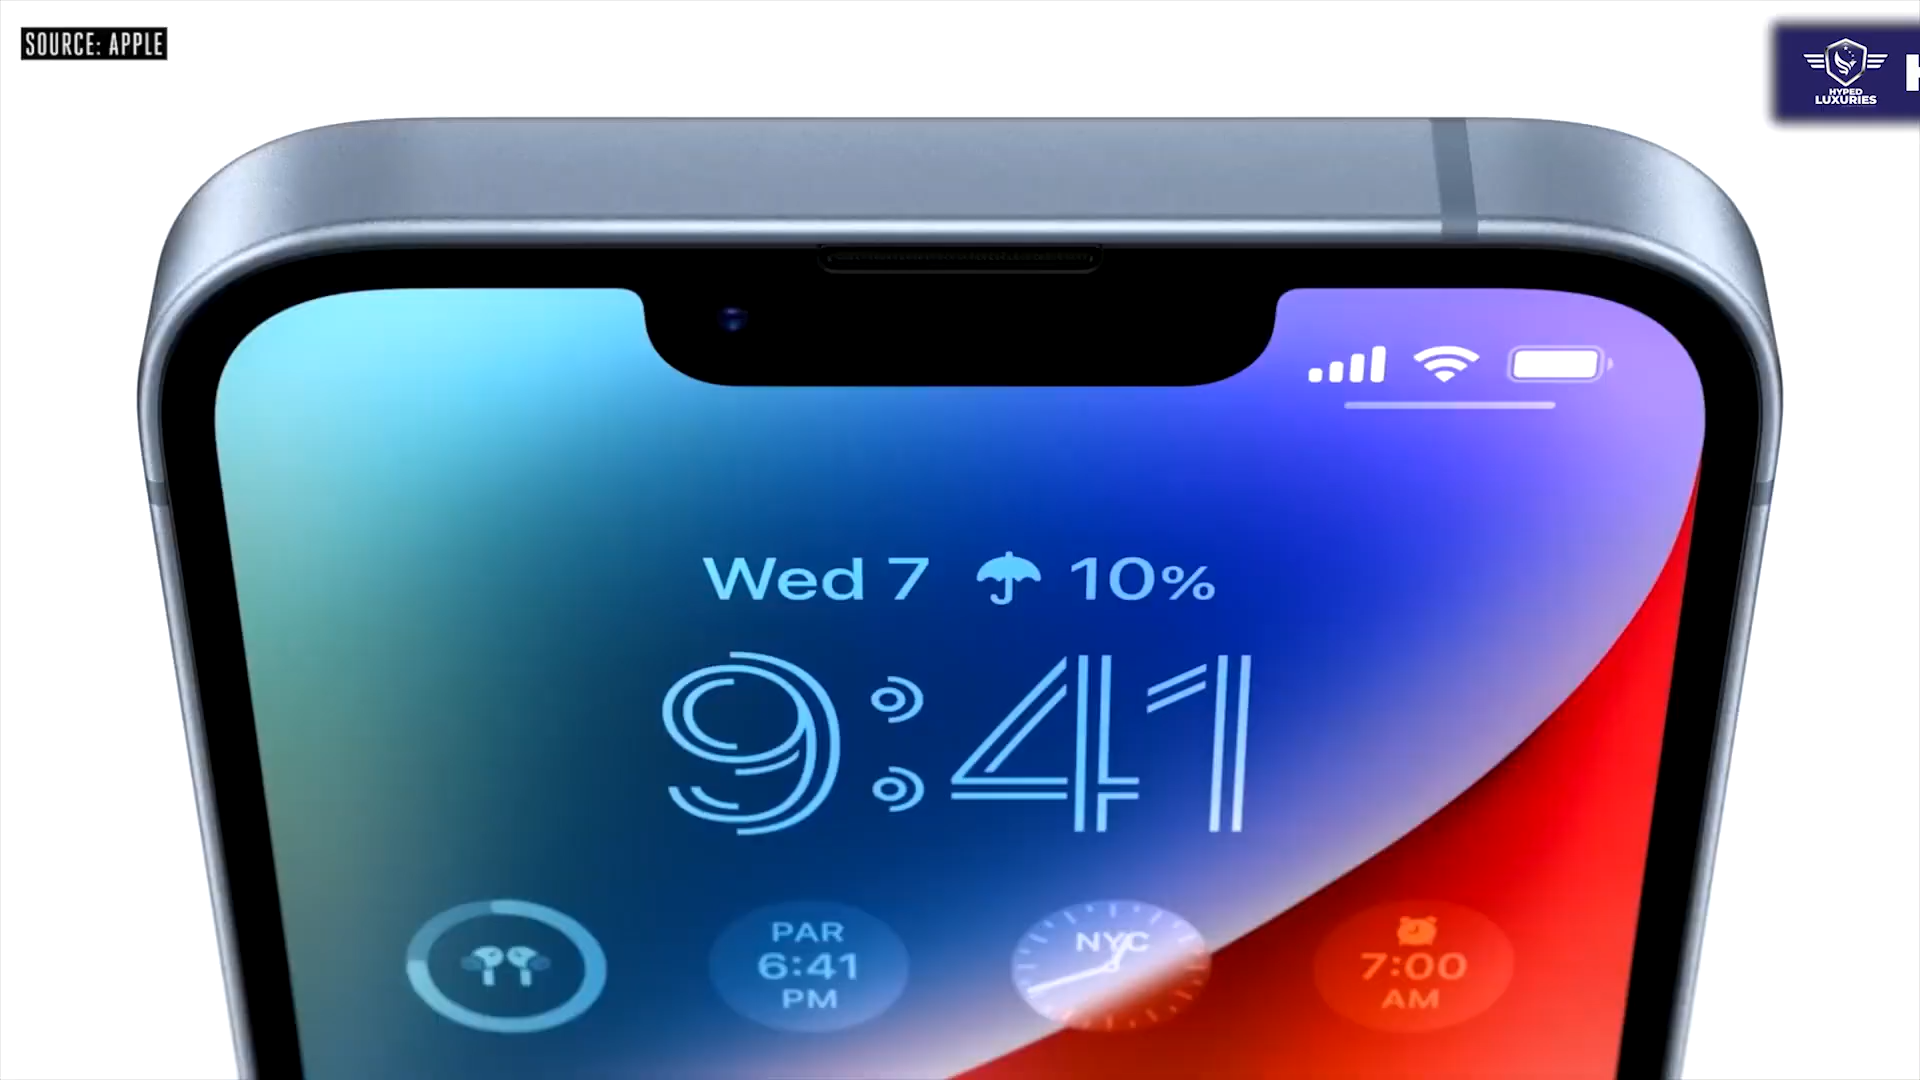 SOURCE: APPLE
HYPED
LUXURIES
H
Wed 7 10%
9:41
PAR
6:41
PM
NYC
7:00
AM